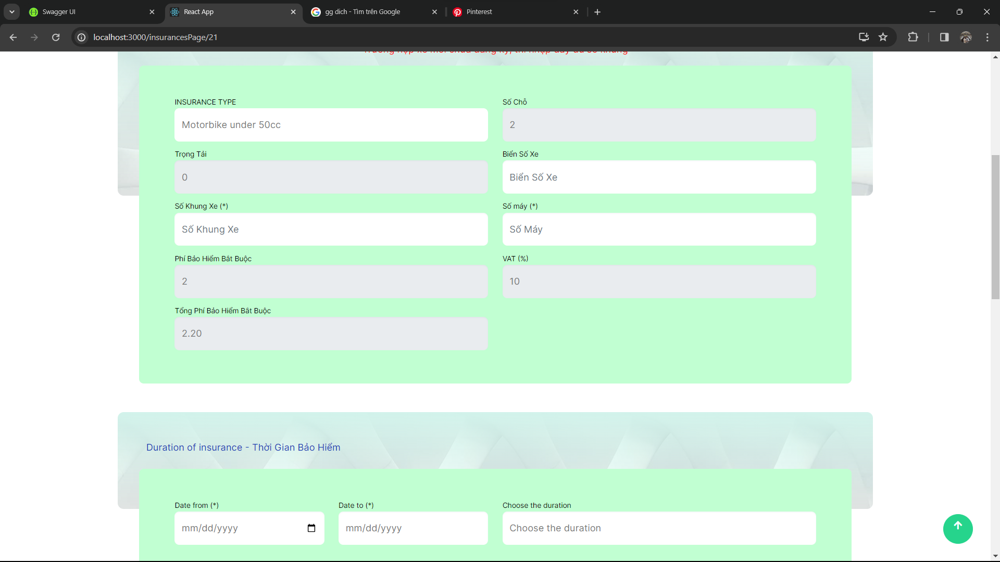 Swagger UI
React App
gg dich - Tìm trên Google
Pinterest
localhost:3000/insurancesPage/21
INSURANCE TYPE
Số Chỗ
Motorbike under 50cc
2
Trọng Tải
Biển Số Xe
0
Biển Số Xe
Số Khung Xe (*)
Số máy (*)
Số Khung Xe
Số Máy
Phí Bảo Hiểm Bắt Buộc
VAT (%)
2
10
Tổng Phí Bảo Hiểm Bắt Buộc
2.20
Duration of insurance - Thời Gian Bảo Hiểm
Date from (*)
Date to (*)
Choose the duration
mm/dd/yyyy
mm/dd/yyyy
Choose the duration